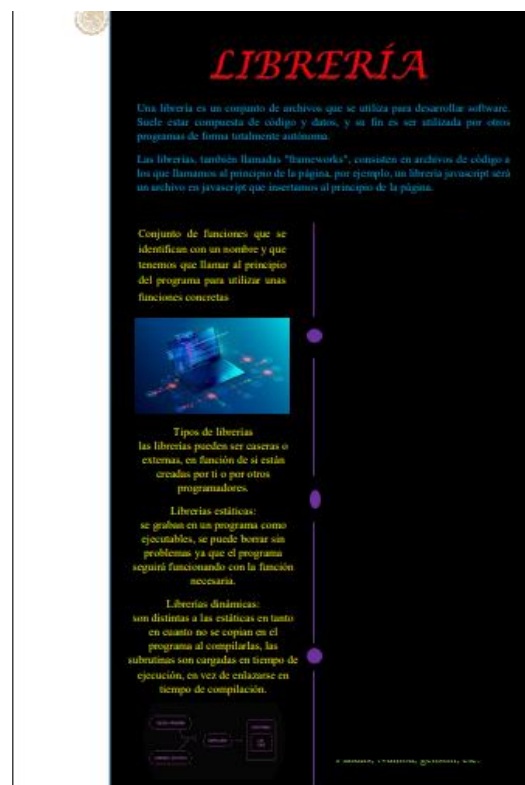 LIBRERÍA
Una librería es un conjunto de archivos que se utiliza para desarrollar software.
Suele estar compuesta de código y datos, y su fin es ser utilizada por otros
programas de forma totalmente autónoma.
Las librerías, también llamadas "frameworks", consisten en archivos de código a
los que llamamos al principio de la página, por ejemplo, un librería javascript será
un archivo en javascript que insertamos al principio de la página.
Conjunto de funciones que se
identifican con un nombre y que
tenemos que llamar al principio
del programa para utilizar unas
funciones concretas
Tipos de librerías
las librerías pueden ser caseras o
externas, en función de si están
creadas por ti o por otros
programadores.
Librerías estáticas:
se graban en un programa como
ejecutables, se puede borrar sin
problemas ya que el programa
seguirá funcionando con la función
necesaria.
Librerías dinámicas:
son distintas a las estáticas en tanto
en cuanto no se copian en el
programa al compilarlas, las
subrutinas son cargadas en tiempo de
ejecución, en vez de enlazarse en
tiempo de compilación.